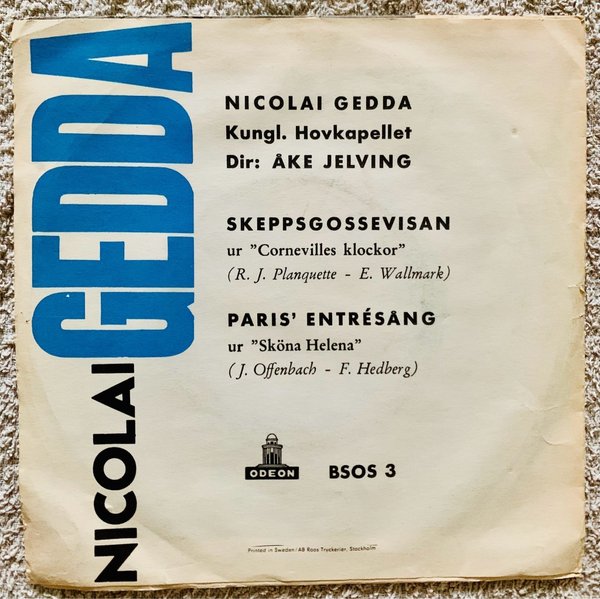 NICOLAI GEDDA
NICOLAI GEDDA
Kungl. Hovkapellet
Dir: ÅKE JELVING
SKEPPSGOSSEVISAN
ur ”Cornevilles klockor”
(R. J. Planquette - E. Wallmark)
PARIS’ ENTRÉSÅNG
ur ”Sköna Helena”
(J. Offenbach - F. Hedberg)
ODEON
BSOS 3
Printed in Sweden/AB Roos Truckerier, Stockholm